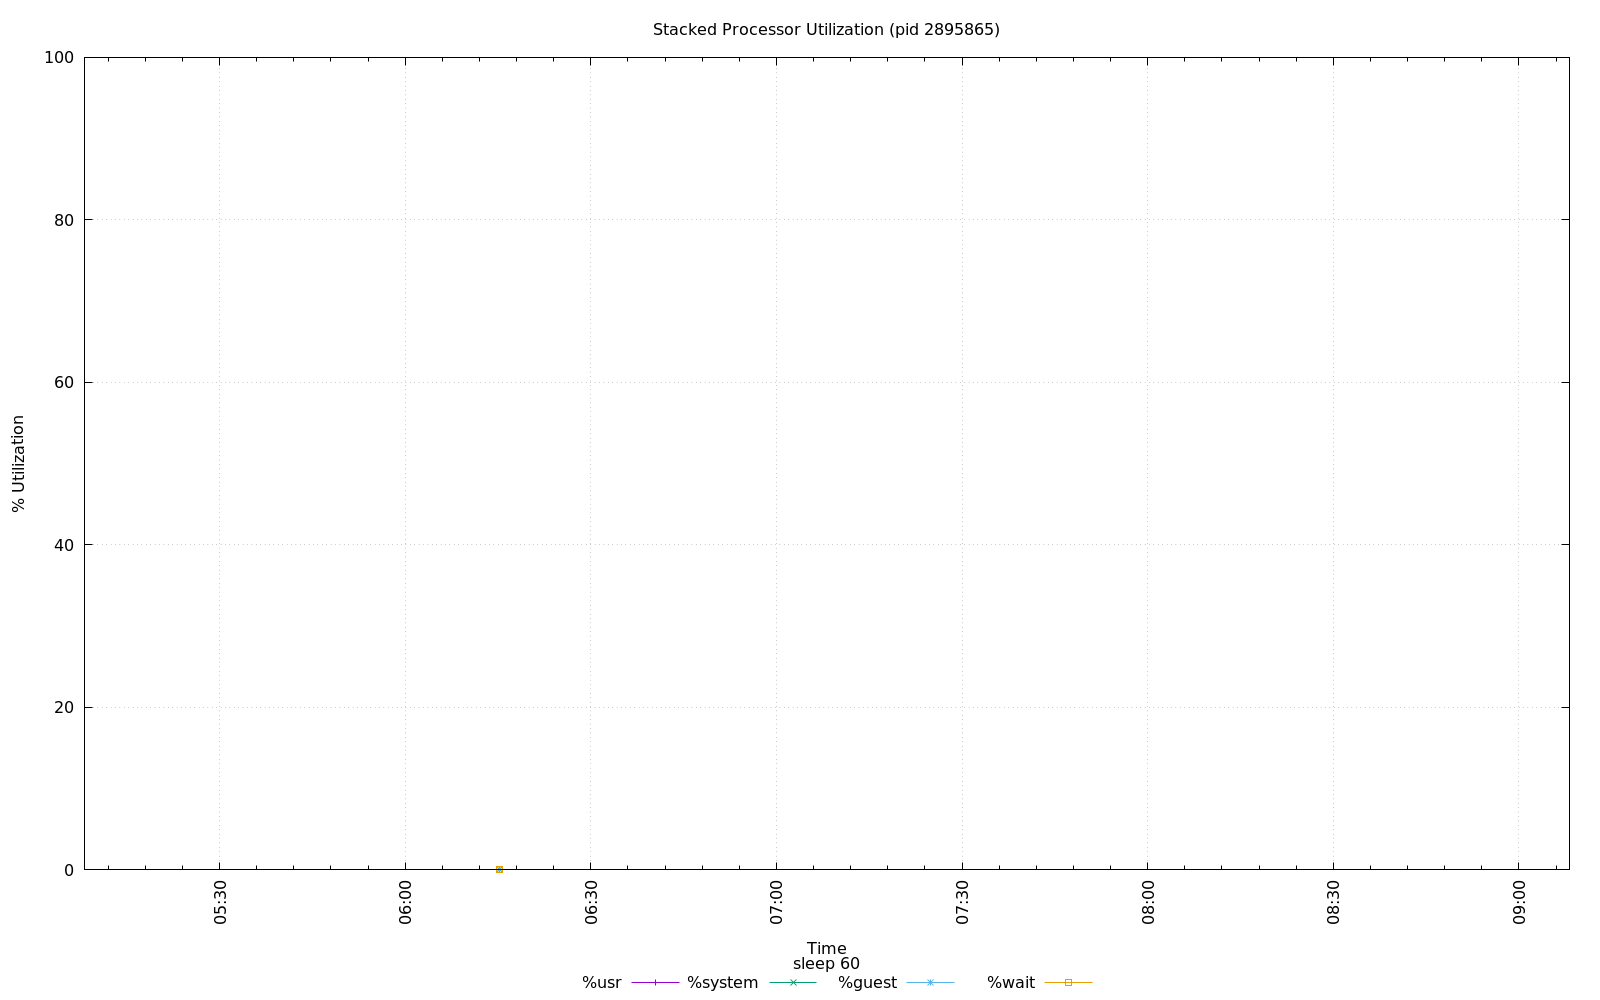 Stacked Processor Utilization (pid 2895865)
100
80
60
40
20
0
% Utilization
05:30
06:00
06:30
07:00
07:30
08:00
08:30
09:00
Time
sleep 60
%usr %system %guest %wait